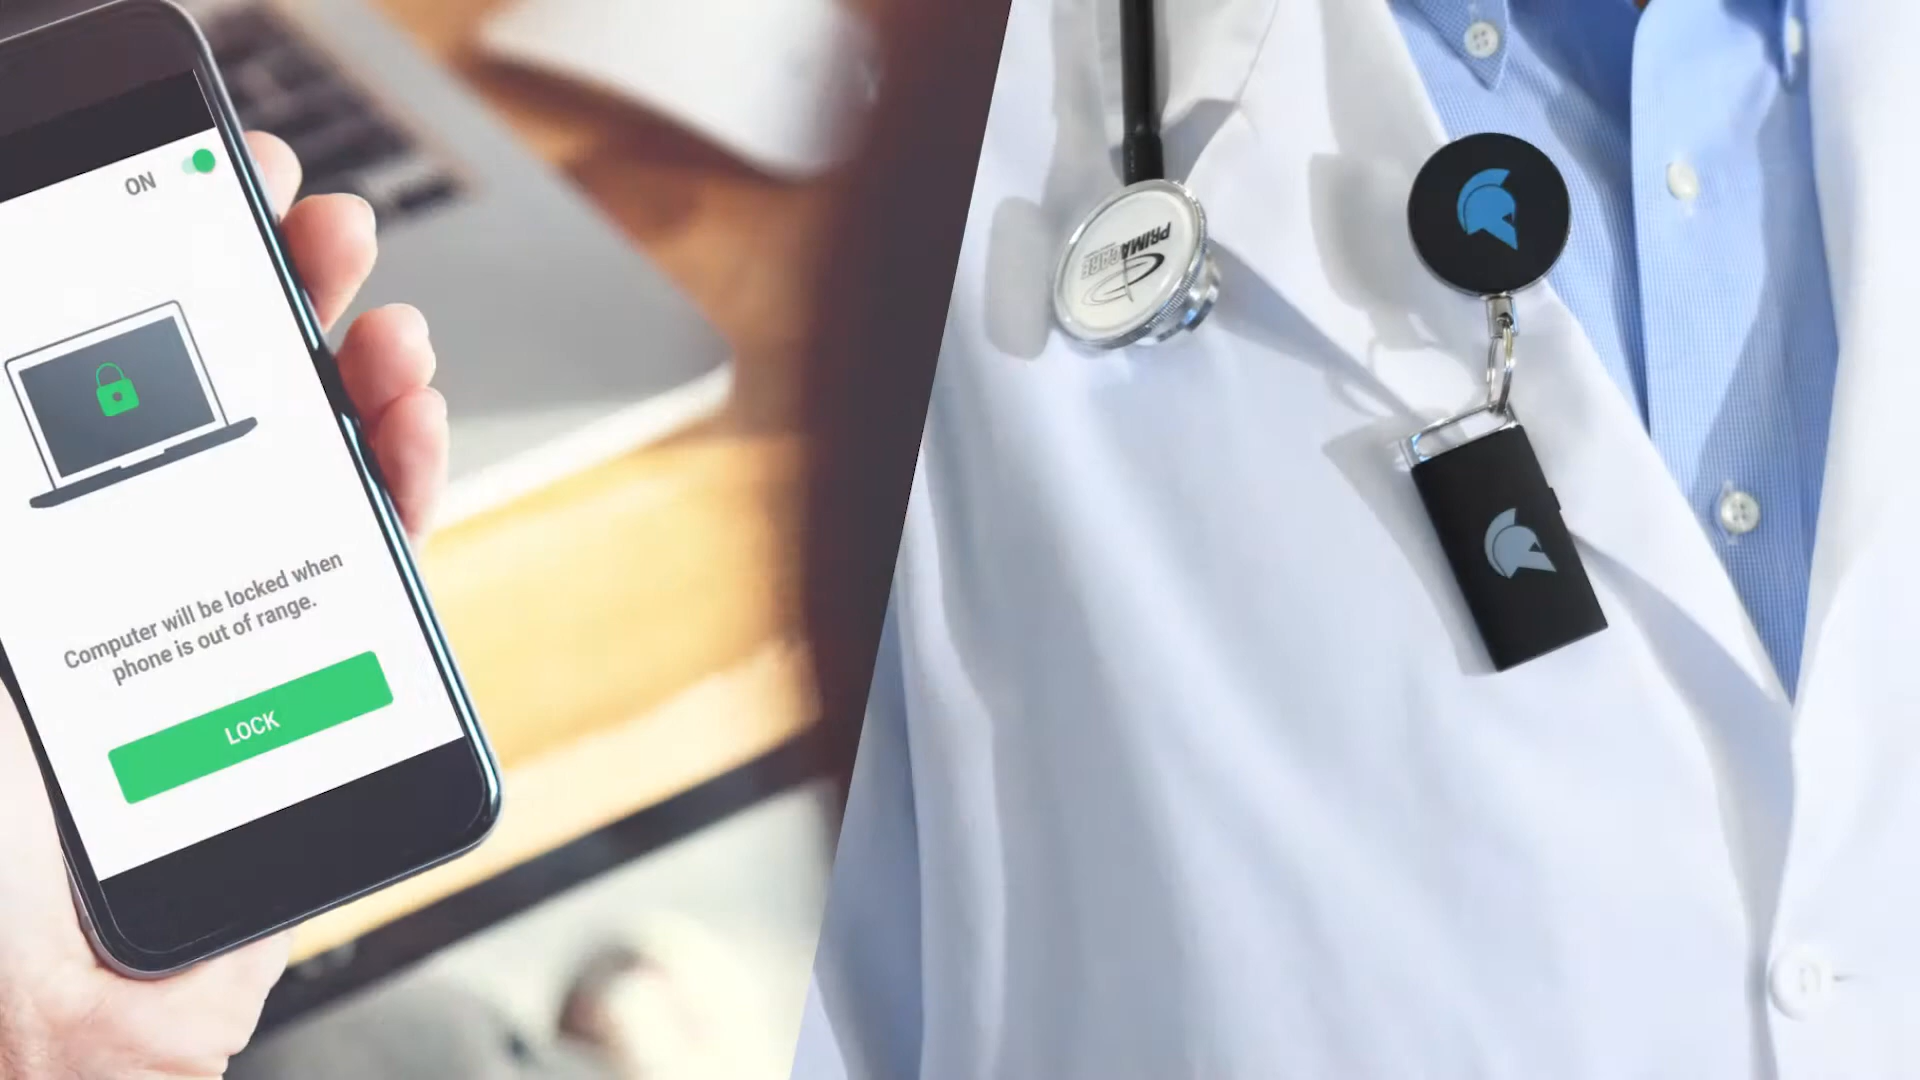 ON
Computer will be locked when
phone is out of range.
LOCK
PRIMACARE